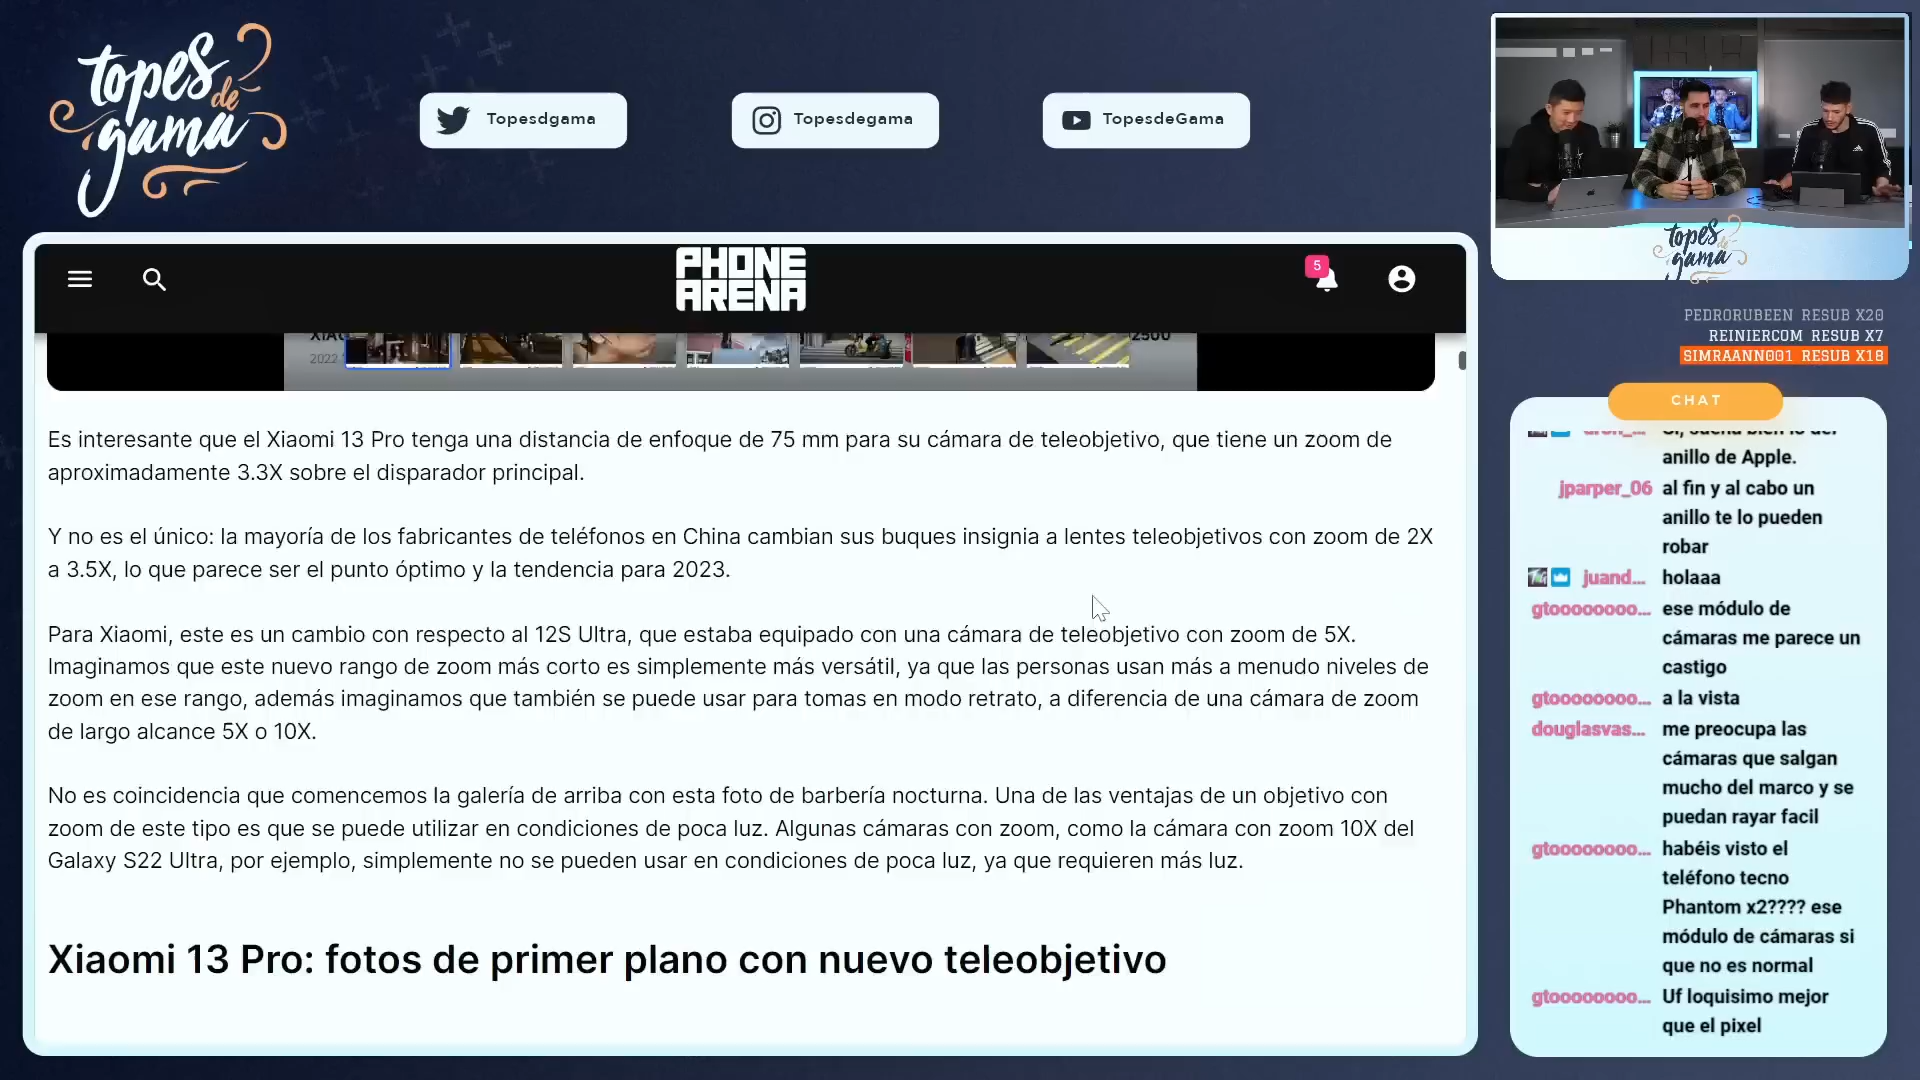 topes de gama
Topesdgama
Topesdegama
TopesdeGama
topes de gama
PEDRORUBEEN RESUB X20
REINIERCOM RESUB X7
SIMRAANN001 RESUB X18
PHONE
ARENA
5
2022
2500
Es interesante que el Xiaomi 13 Pro tenga una distancia de enfoque de 75 mm para su cámara de teleobjetivo, que tiene un zoom de
aproximadamente 3.3X sobre el disparador principal.
Y no es el único: la mayoría de los fabricantes de teléfonos en China cambian sus buques insignia a lentes teleobjetivos con zoom de 2X
a 3.5X, lo que parece ser el punto óptimo y la tendencia para 2023.
Para Xiaomi, este es un cambio con respecto al 12S Ultra, que estaba equipado con una cámara de teleobjetivo con zoom de 5X.
Imaginamos que este nuevo rango de zoom más corto es simplemente más versátil, ya que las personas usan más a menudo niveles de
zoom en ese rango, además imaginamos que también se puede usar para tomas en modo retrato, a diferencia de una cámara de zoom
de largo alcance 5X o 10X.
No es coincidencia que comencemos la galería de arriba con esta foto de barbería nocturna. Una de las ventajas de un objetivo con
zoom de este tipo es que se puede utilizar en condiciones de poca luz. Algunas cámaras con zoom, como la cámara con zoom 10X del
Galaxy S22 Ultra, por ejemplo, simplemente no se pueden usar en condiciones de poca luz, ya que requieren más luz.
Xiaomi 13 Pro: fotos de primer plano con nuevo teleobjetivo
CHAT
anillo de Apple.
jparper_06 al fin y al cabo un
anillo te lo pueden
robar
juand... holaaa
gtoooooooo... ese módulo de
cámaras me parece un
castigo
gtoooooooo... a la vista
douglasvas... me preocupa las
cámaras que salgan
mucho del marco y se
puedan rayar facil
gtoooooooo... habéis visto el
teléfono tecno
Phantom x2???? ese
módulo de cámaras si
que no es normal
gtoooooooo... Uf loquisimo mejor
que el pixel